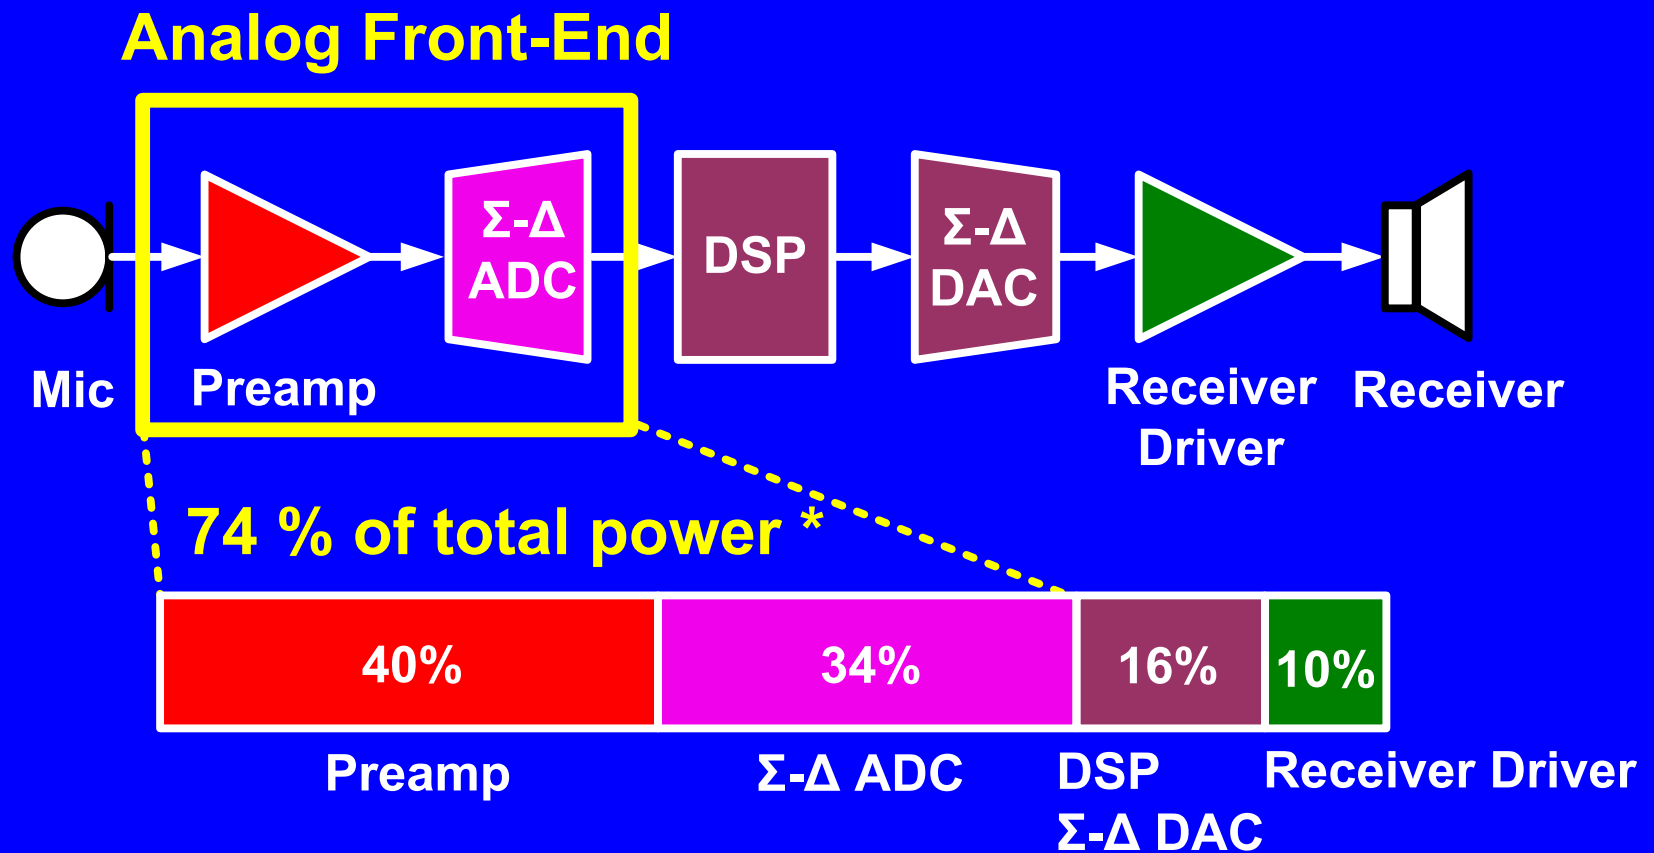 Analog Front-End
Σ-Δ
ADC
DSP
Σ-Δ
DAC
Mic
Preamp
Receiver
Driver
Receiver
74 % of total power *
40%
34%
16%
10%
Preamp
Σ-Δ ADC
DSP
Σ-Δ DAC
Receiver Driver